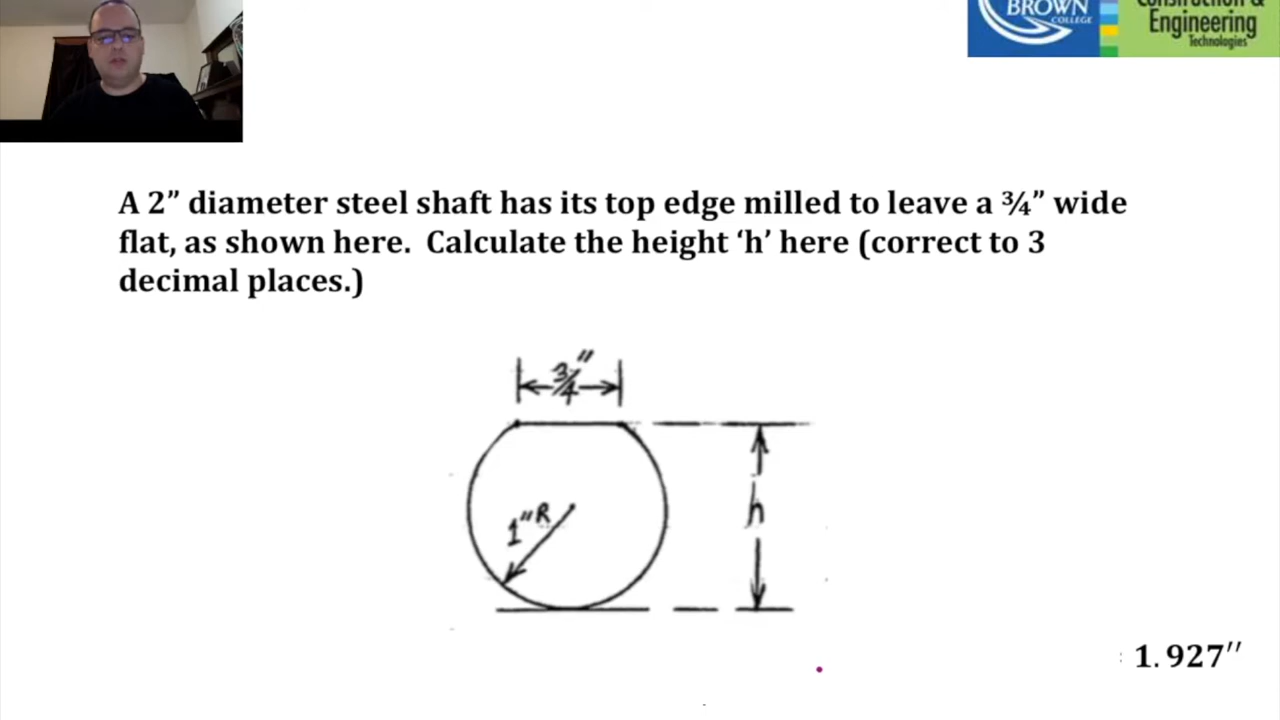 BROWN
COLLEGE
Engineering
Technologies
A 2” diameter steel shaft has its top edge milled to leave a ¾” wide
flat, as shown here. Calculate the height ‘h’ here (correct to 3
decimal places.)
3/4"
1"R
h
: 1.927′′